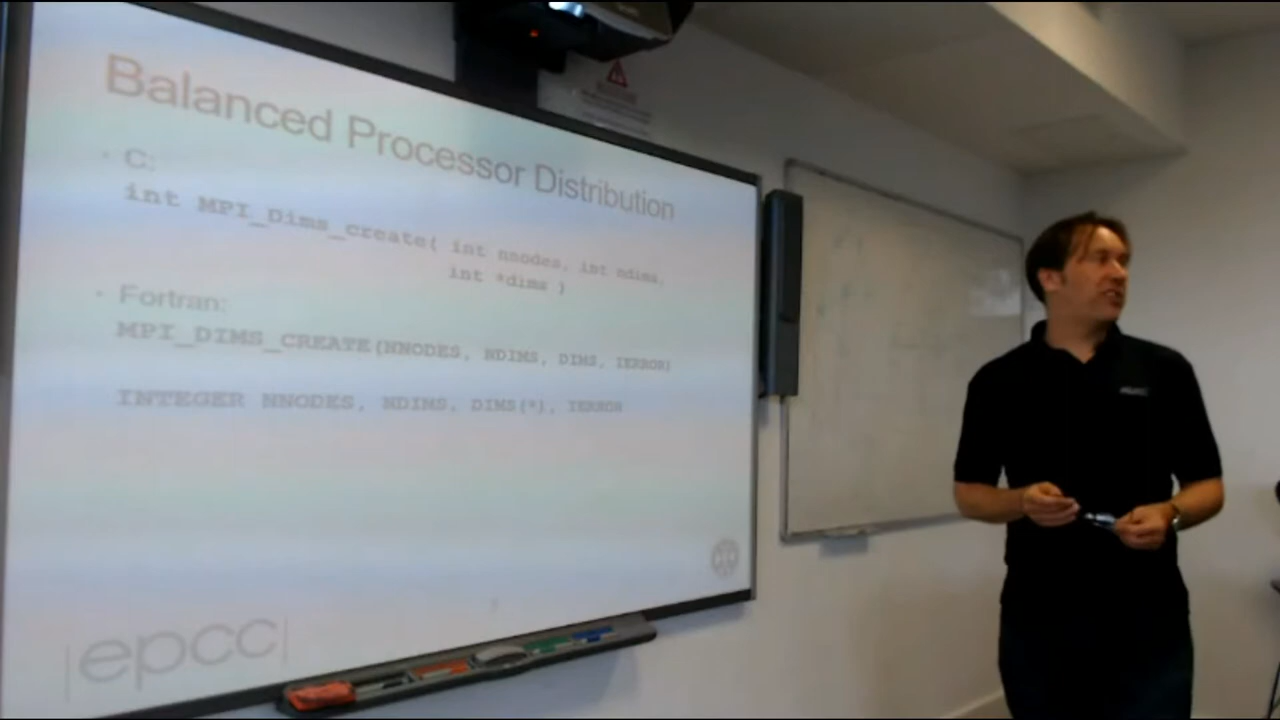 Balanced Processor Distribution
• C:
int MPI_Dims_create( int nnodes, int ndims,
int *dims )
• Fortran:
MPI_DIMS_CREATE(NNODES, NDIMS, DIMS, IERROR)
INTEGER NNODES, NDIMS, DIMS(*), IERROR
|epcc|